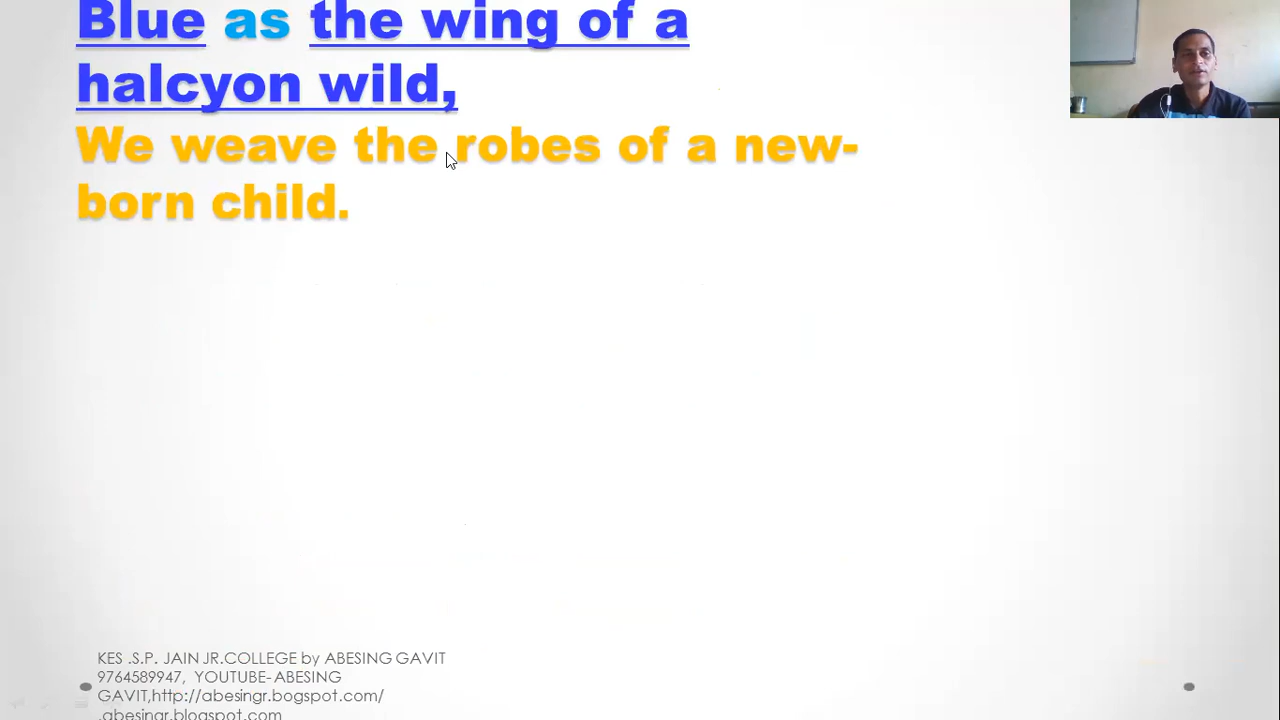 Blue as the wing of a
halcyon wild,
We weave the robes of a new-
born child.
KES .S.P. JAIN JR.COLLEGE by ABESING GAVIT
9764589947, YOUTUBE- ABESING
GAVIT,http://abesingr.bogspot.com/
.abesingr.blogspot.com